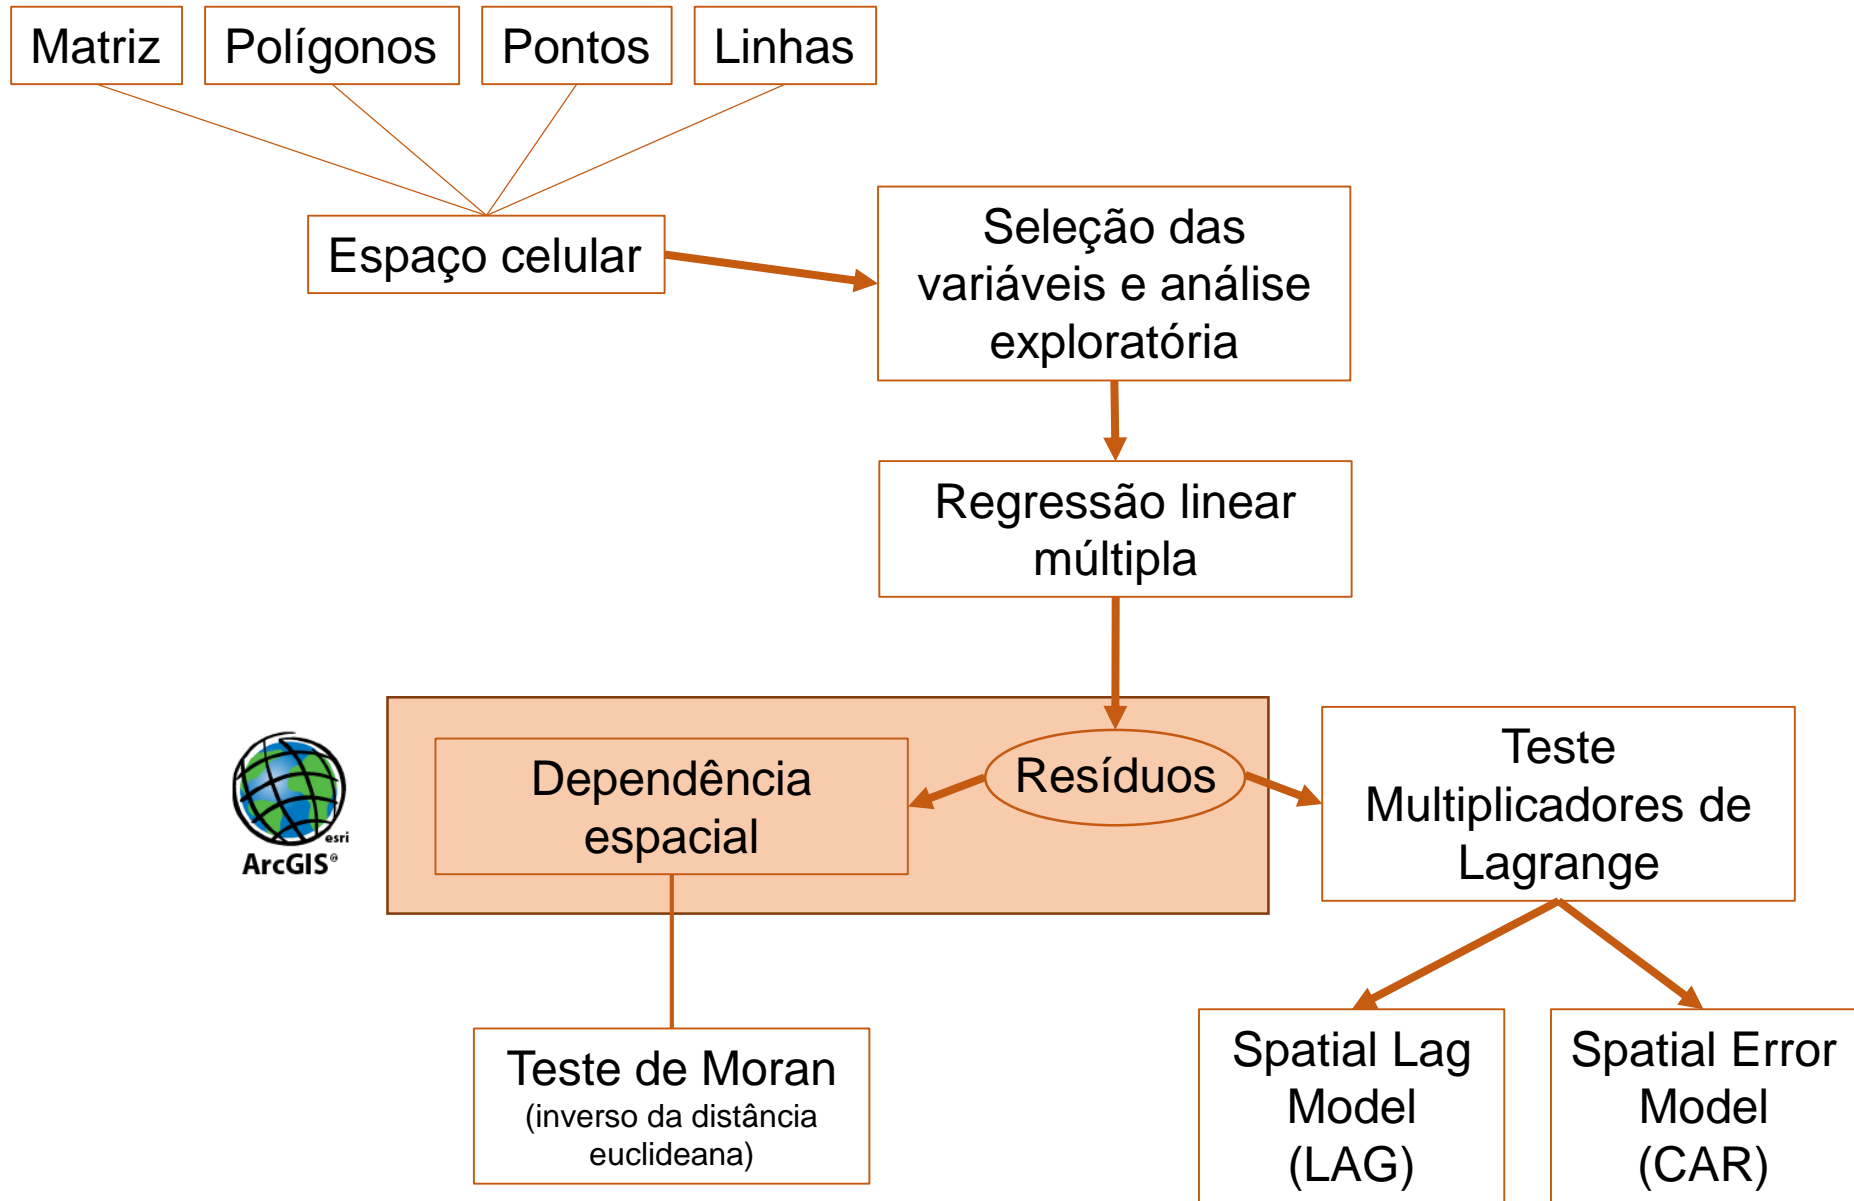 Matriz
Polígonos
Pontos
Linhas
Espaço celular
Seleção das
variáveis e análise
exploratória
Regressão linear
múltipla
Resíduos
Dependência
espacial
esri
ArcGIS®
Teste
Multiplicadores de
Lagrange
Teste de Moran
(inverso da distância
euclideana)
Spatial Lag
Model
(LAG)
Spatial Error
Model
(CAR)